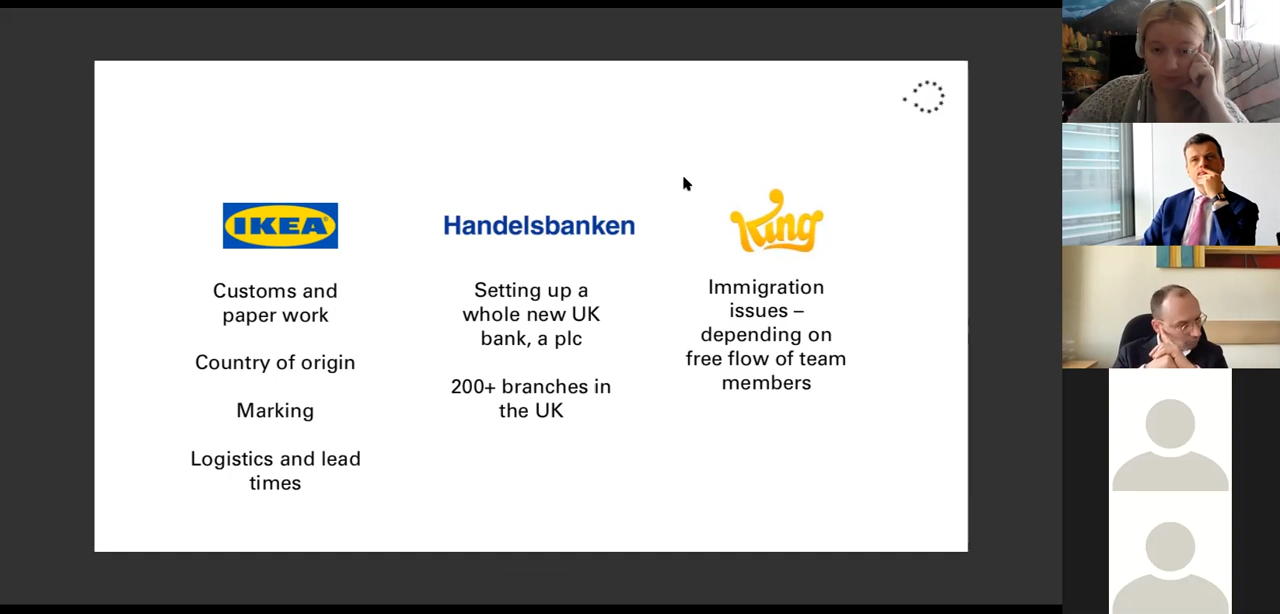 IKEA
Customs and
paper work
Country of origin
Marking
Logistics and lead
times
Handelsbanken
Setting up a
whole new UK
bank, a plc
200+ branches in
the UK
King
Immigration
issues –
depending on
free flow of team
members